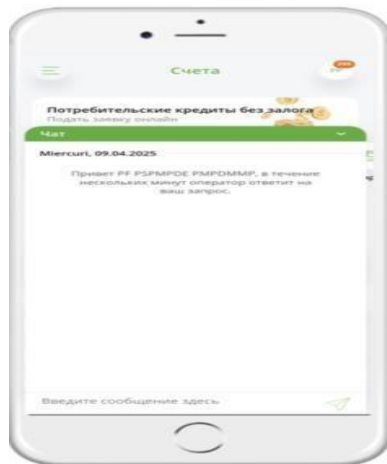 Счета
Потребительские кредиты без залога
Подать заявку онлайн
Чат
Miercuri, 09.04.2025
Привет PF PSPMPDE PMPDMMP, в течение
нескольких минут оператор ответит на
ваш запрос.
Введите сообщение здесь